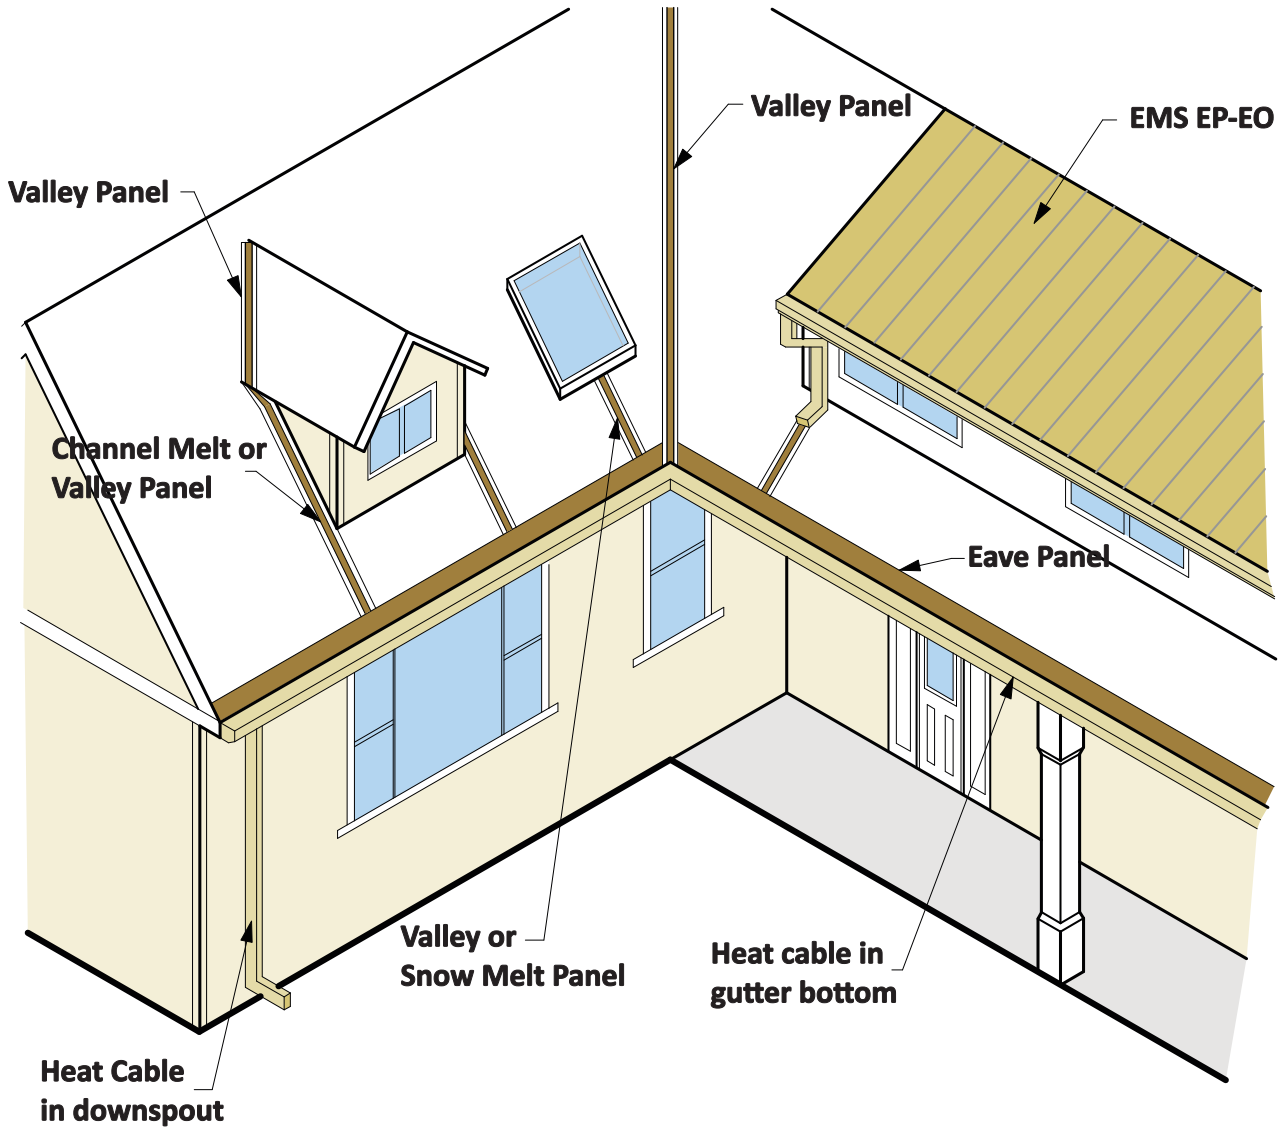 Valley Panel
EMS EP-EO
Valley Panel
Channel Melt or
Valley Panel
Eave Panel
Valley or
Snow Melt Panel
Heat cable in
gutter bottom
Heat Cable
in downspout